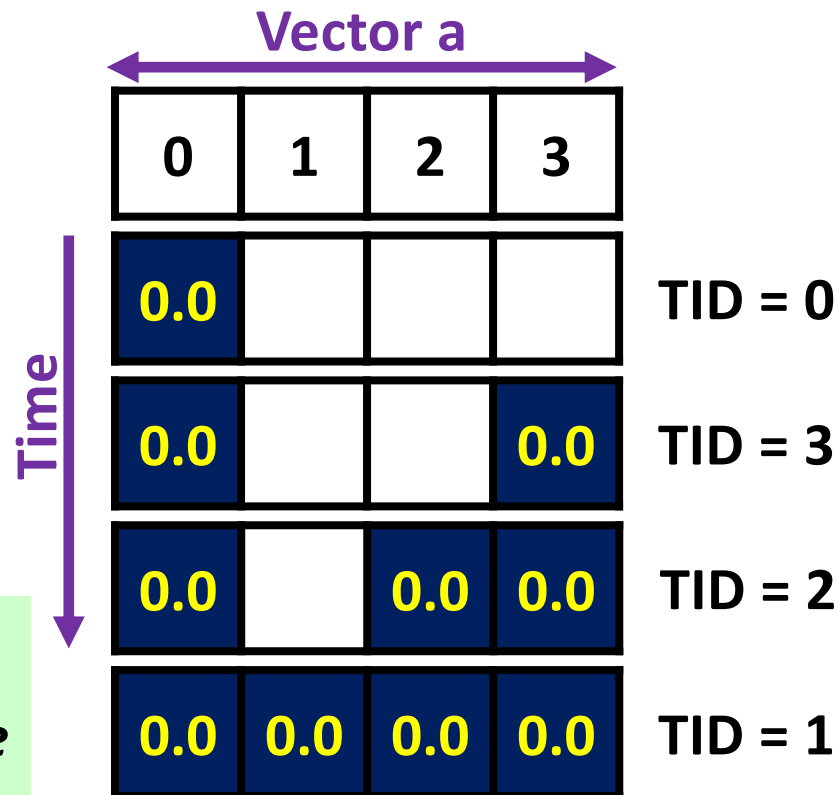 Vector a
0 1 2 3
0.0 TID = 0
Time
0.0 0.0 TID = 3
0.0 0.0 0.0 TID = 2
e
0.0 0.0 0.0 0.0 TID = 1